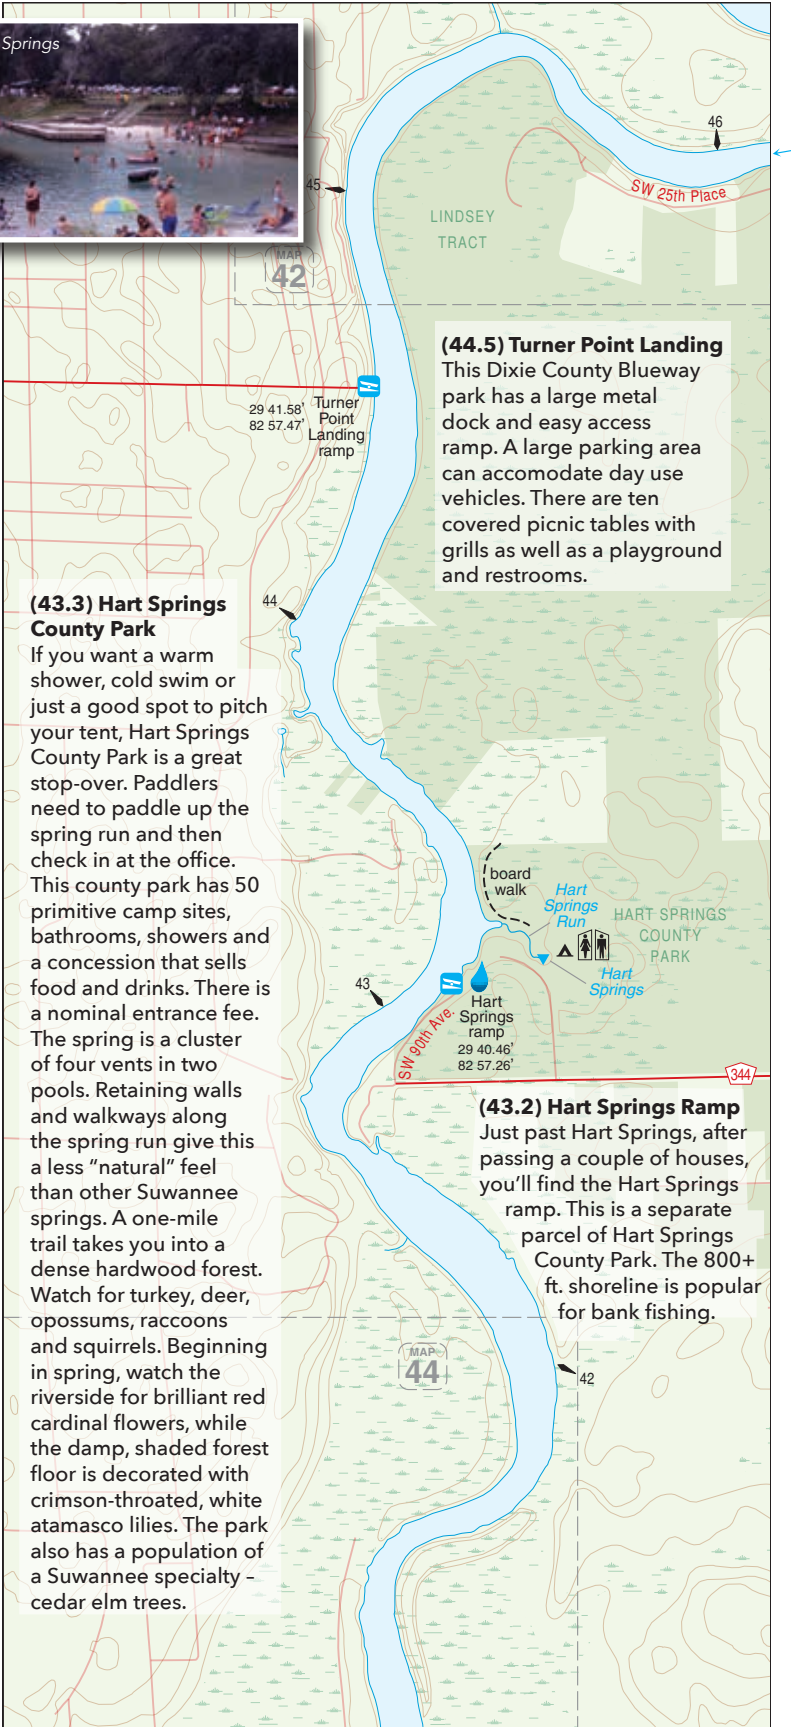 Springs
46
SW 25th Place
45
LINDSEY
TRACT
MAP
42
(44.5) Turner Point Landing
This Dixie County Blueway
park has a large metal
dock and easy access
ramp. A large parking area
can accomodate day use
vehicles. There are ten
covered picnic tables with
grills as well as a playground
and restrooms.
29 41.58’
82 57.47’
Turner
Point
Landing
ramp
44
(43.3) Hart Springs
County Park
If you want a warm
shower, cold swim or
just a good spot to pitch
your tent, Hart Springs
County Park is a great
stop-over. Paddlers
need to paddle up the
spring run and then
check in at the office.
This county park has 50
primitive camp sites,
bathrooms, showers and
a concession that sells
food and drinks. There is
a nominal entrance fee.
The spring is a cluster
of four vents in two
pools. Retaining walls
and walkways along
the spring run give this
a less “natural” feel
than other Suwannee
springs. A one-mile
trail takes you into a
dense hardwood forest.
Watch for turkey, deer,
opossums, raccoons
and squirrels. Beginning
in spring, watch the
riverside for brilliant red
cardinal flowers, while
the damp, shaded forest
floor is decorated with
crimson-throated, white
atamasco lilies. The park
also has a population of
a Suwannee specialty –
cedar elm trees.
board
walk
Hart
Springs
Run
HART SPRINGS
COUNTY
PARK
Hart
Springs
43
Hart
Springs
ramp
29 40.46’
82 57.26’
SW 90th Ave.
344
(43.2) Hart Springs Ramp
Just past Hart Springs, after
passing a couple of houses,
you’ll find the Hart Springs
ramp. This is a separate
parcel of Hart Springs
County Park. The 800+
ft. shoreline is popular
for bank fishing.
MAP
44
42